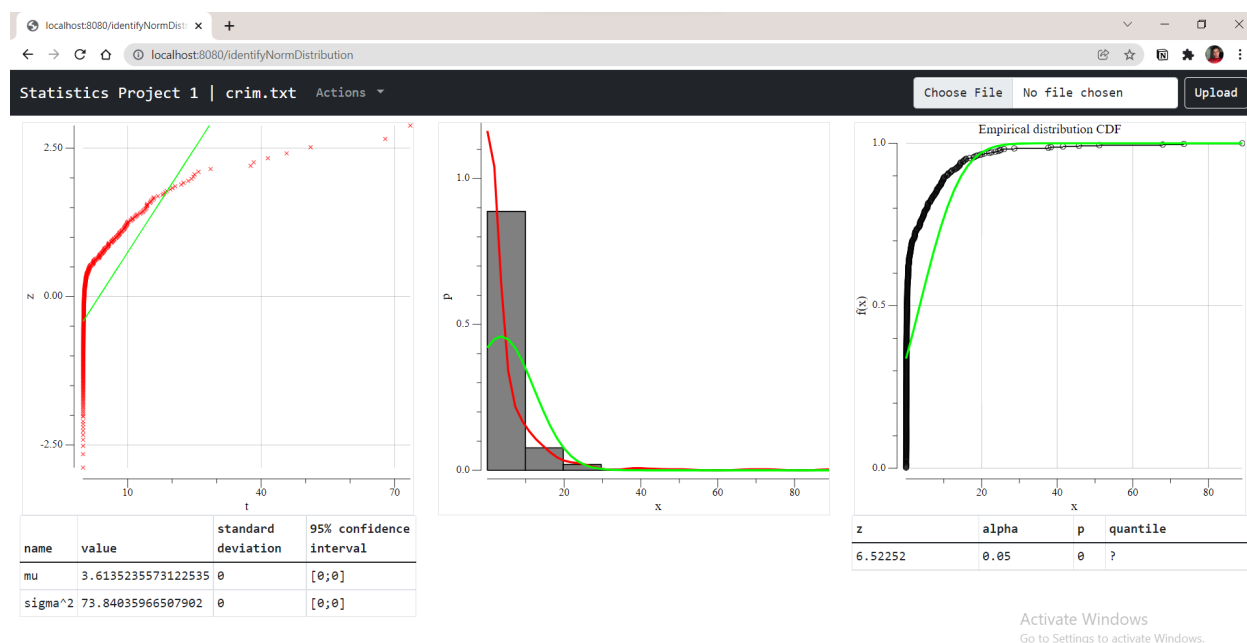 localhost:8080/identifyNormDist
localhost:8080/identifyNormDistribution
Statistics Project 1 | crim.txt Actions Choose File No file chosen Upload
2.50
0.00
-2.50
z
10 40 70
t
1.0
0.5
0.0
p
20 40 60 80
x
Empirical distribution CDF
1.0
0.5
0.0
f(x)
20 40 60 80
x
name value standard deviation 95% confidence interval
mu 3.6135235573122535 0 [0;0]
sigma^2 73.84035966507902 0 [0;0]
z alpha p quantile
6.52252 0.05 0 ?
Activate Windows
Go to Settings to activate Windows.